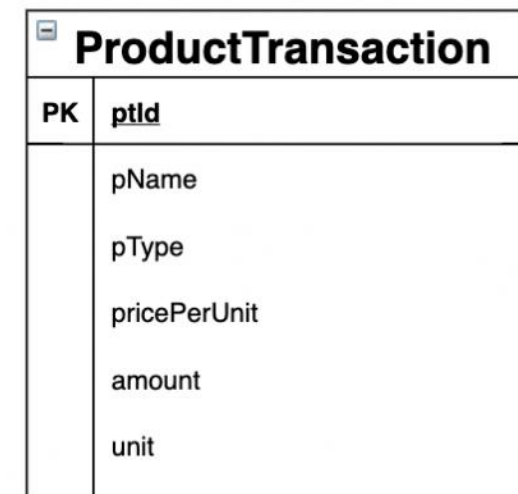 ProductTransaction
PK ptId
pName
pType
pricePerUnit
amount
unit